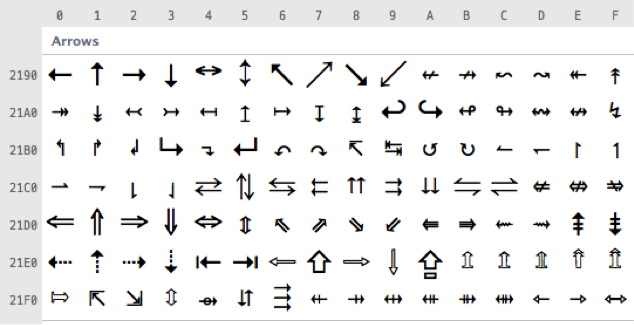 0 1 2 3 4 5 6 7 8 9 A B C D E F
Arrows
2190 ← ↑ → ↓ ↔ ↕ ↖ ↗ ↘ ↙ ↚ ↛ ↜ ↝ ↞ ↟
21A0 ↠ ↡ ↢ ↣ ↤ ↥ ↦ ↧ ↨ ↩ ↪ ↫ ↬ ↭ ↮ ↯
21B0 ↰ ↱ ↲ ↳ ↴ ↵ ↶ ↷ ↸ ↹ ↺ ↻ ↼ ↽ ↾ ↿
21C0 ⇀ ⇁ ⇂ ⇃ ⇄ ⇅ ⇆ ⇇ ⇈ ⇉ ⇊ ⇋ ⇌ ⇍ ⇎ ⇏
21D0 ⇐ ⇑ ⇒ ⇓ ⇔ ⇕ ⇖ ⇗ ⇘ ⇙ ⇚ ⇛ ⇜ ⇝ ⇞ ⇟
21E0 ⇠ ⇡ ⇢ ⇣ ⇤ ⇥ ⇦ ⇧ ⇨ ⇩ ⇪ ⇫ ⇬ ⇭ ⇮ ⇯
21F0 ⇰ ⇱ ⇲ ⇳ ⇴ ⇵ ⇶ ⇷ ⇸ ⇹ ⇺ ⇻ ⇼ ⇽ ⇾ ⇿